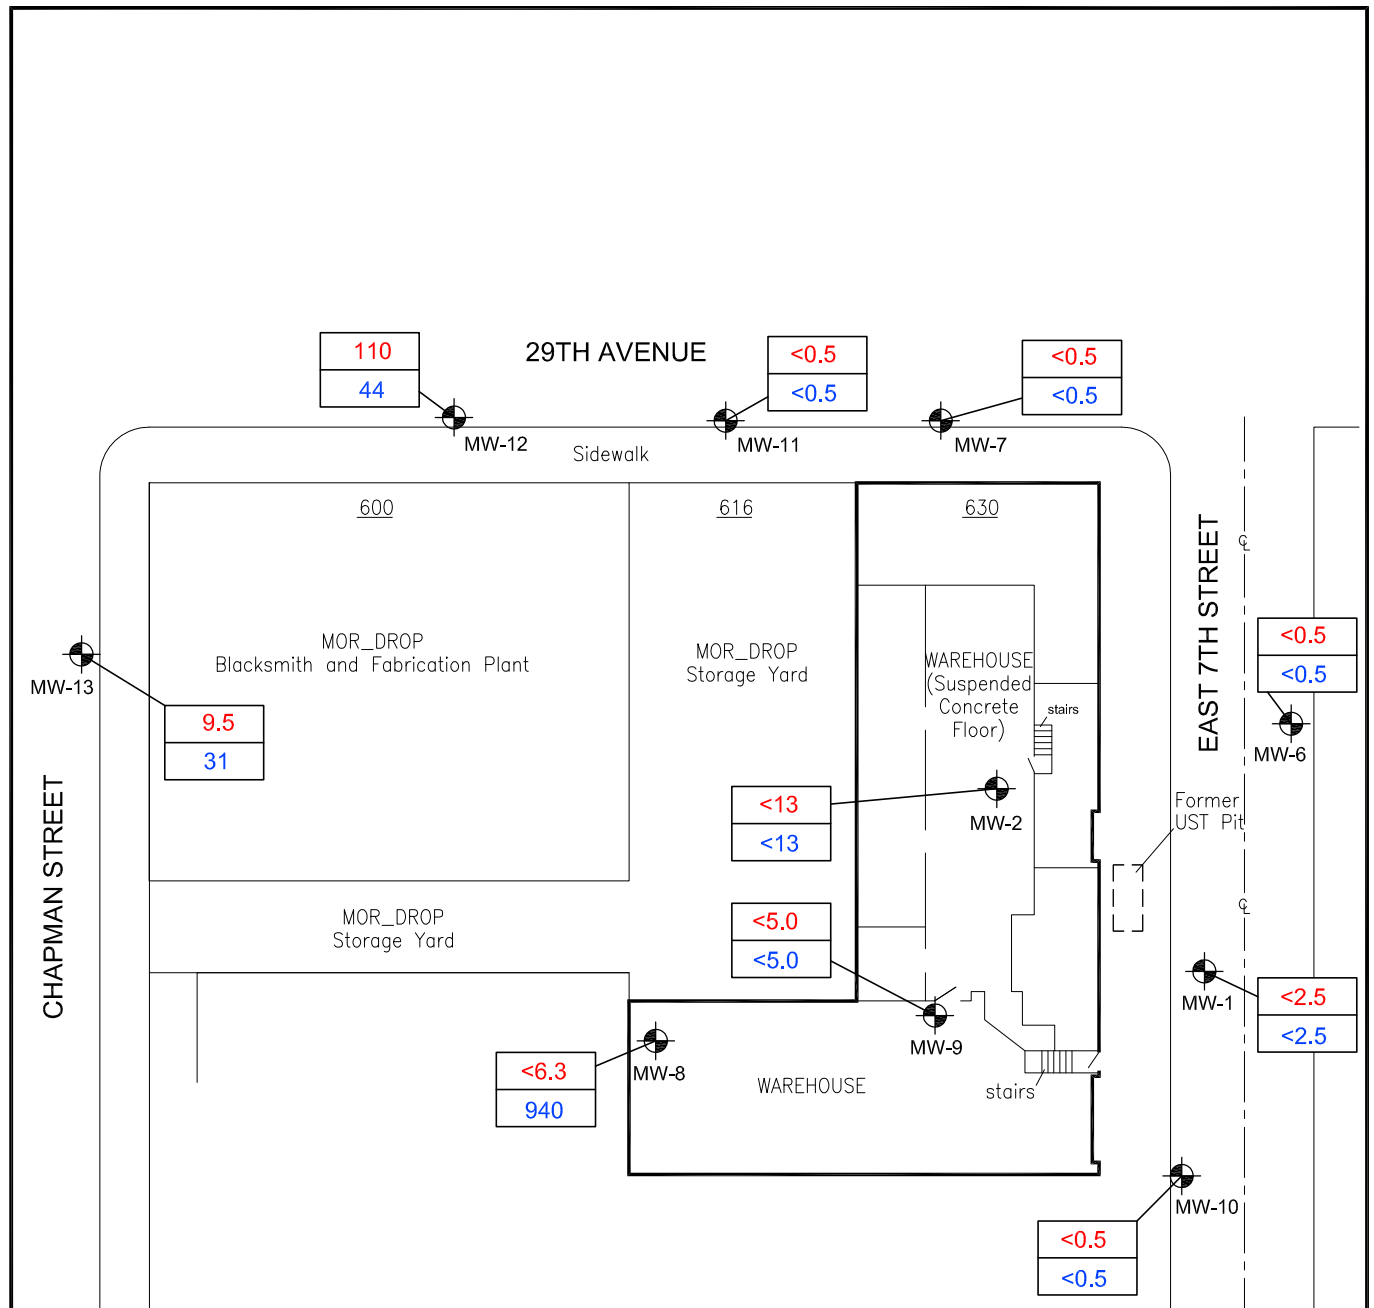 110
44
29TH AVENUE
<0.5
<0.5
<0.5
<0.5
MW-12
MW-11
MW-7
Sidewalk
600
616
630
EAST 7TH STREET
℄
MOR_DROP
Blacksmith and Fabrication Plant
MOR_DROP
Storage Yard
WAREHOUSE
(Suspended
Concrete
Floor)
stairs
<0.5
<0.5
MW-6
MW-13
9.5
31
CHAPMAN STREET
<13
<13
MW-2
Former
UST Pit
MOR_DROP
Storage Yard
<5.0
<5.0
℄
MW-1
<2.5
<2.5
MW-9
MW-8
<6.3
940
WAREHOUSE
stairs
MW-10
<0.5
<0.5